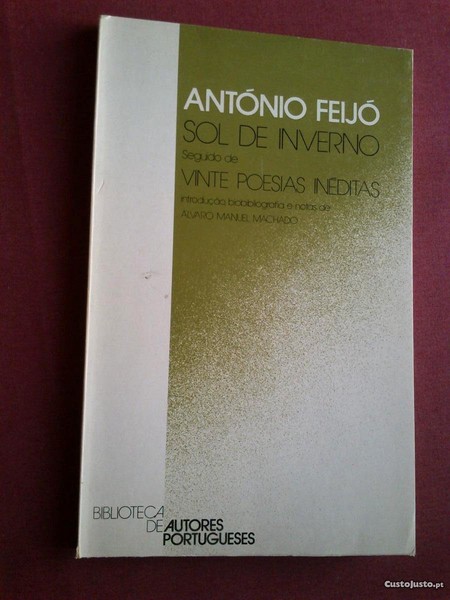 ANTÓNIO FEIJÓ
SOL DE INVERNO
Seguido de
VINTE POESIAS INÉDITAS
introdução, biobibliografia e notas de
ÁLVARO MANUEL MACHADO
BIBLIOTECA
DE AUTORES
PORTUGUESES
CustoJusto.pt